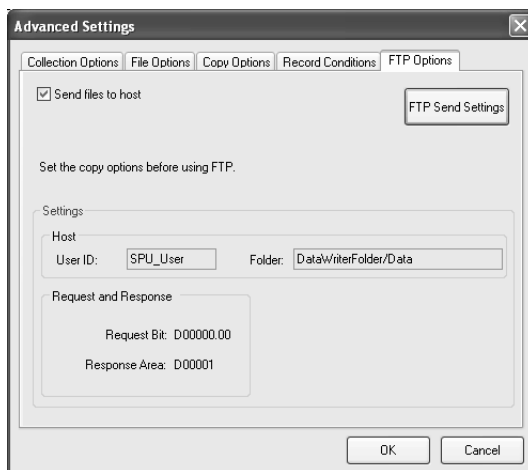 Advanced Settings
Collection Options File Options Copy Options Record Conditions FTP Options
Send files to host
FTP Send Settings
Set the copy options before using FTP.
Settings
Host
User ID: SPU_User Folder: DataWriterFolder/Data
Request and Response
Request Bit: D00000.00
Response Area: D00001
OK Cancel